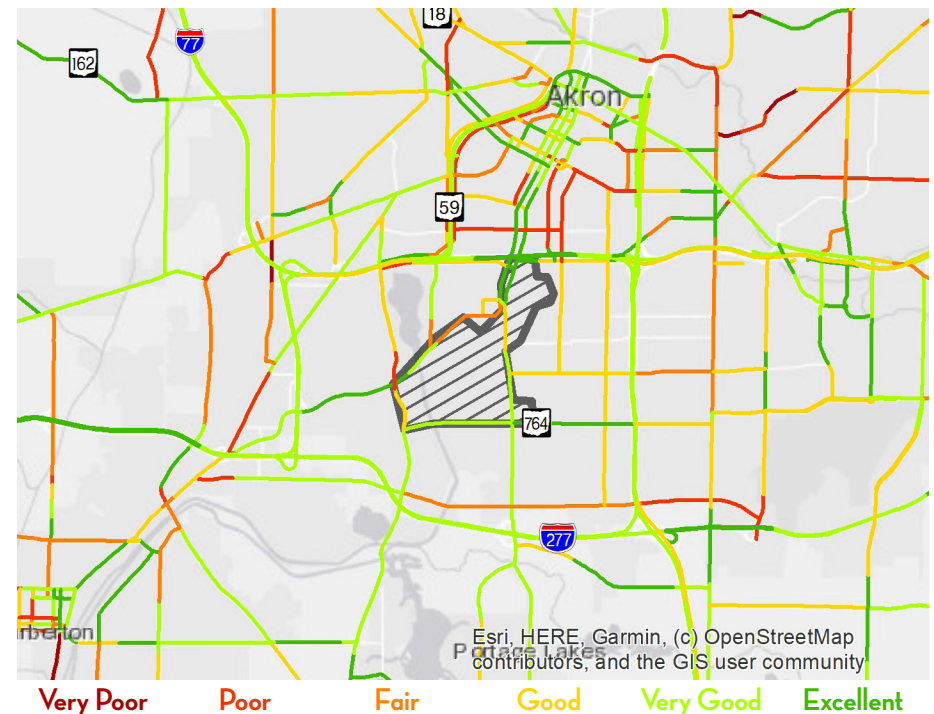 18
77
162
Akron
59
764
277
rberton
Portage Lakes
Esri, HERE, Garmin, (c) OpenStreetMap
contributors, and the GIS user community
Very Poor Poor Fair Good Very Good Excellent